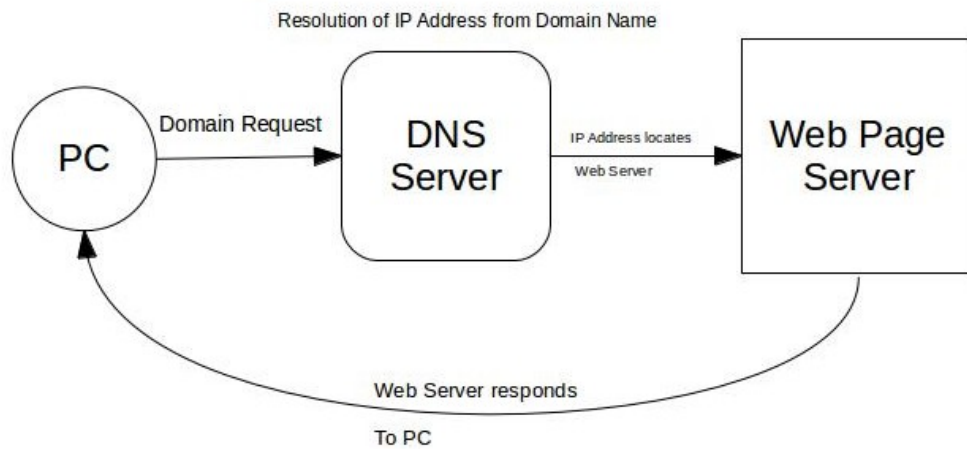 Resolution of IP Address from Domain Name
PC
Domain Request
DNS
Server
IP Address locates
Web Server
Web Page
Server
Web Server responds
To PC